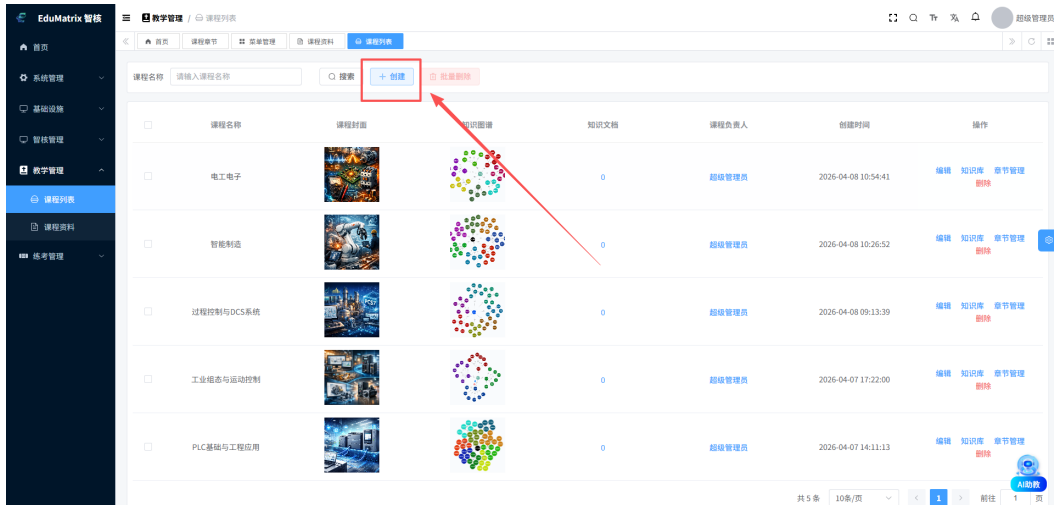 EduMatrix 智核
教学管理 / 课程列表
超级管理员
首页
系统管理
基础设施
智核管理
教学管理
课程列表
课程资料
练考管理
首页 课程章节 菜单管理 课程资料 课程列表
课程名称 请输入课程名称 搜索 + 创建 批量删除
课程名称 课程封面 知识图谱 知识文档 课程负责人 创建时间 操作
电工电子 0 超级管理员 2026-04-08 10:54:41 编辑 知识库 章节管理
删除
智能制造 0 超级管理员 2026-04-08 10:26:52 编辑 知识库 章节管理
删除
过程控制与DCS系统 0 超级管理员 2026-04-08 09:13:39 编辑 知识库 章节管理
删除
工业组态与运动控制 0 超级管理员 2026-04-07 17:22:00 编辑 知识库 章节管理
删除
PLC基础与工程应用 0 超级管理员 2026-04-07 14:11:13 编辑 知识库 章节管理
删除
AI助教
共 5 条 10条/页 1 前往 1 页